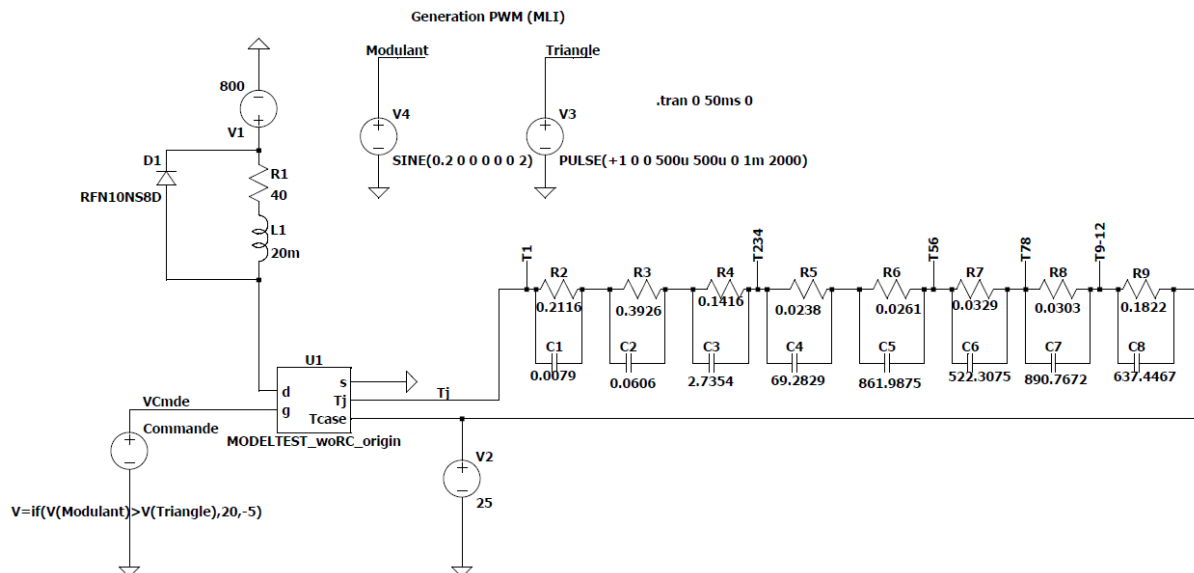 Generation PWM (MLI)
Modulant
Triangle
.tran 0 50ms 0
800
V1
V4
V3
SINE(0.2 0 0 0 0 0 2)
PULSE(+1 0 0 500u 500u 0 1m 2000)
D1
RFN10NS8D
R1
40
L1
20m
T1
T234
T56
T78
T9-12
R2
0.2116
R3
0.3926
R4
0.1416
R5
0.0238
R6
0.0261
R7
0.0329
R8
0.0303
R9
0.1822
C1
0.0079
C2
0.0606
C3
2.7354
C4
69.2829
C5
861.9875
C6
522.3075
C7
890.7672
C8
637.4467
U1
d
g
s
Tj
Tcase
Tj
MODELTEST_woRC_origin
VCmde
Commande
V=if(V(Modulant)>V(Triangle),20,-5)
V2
25